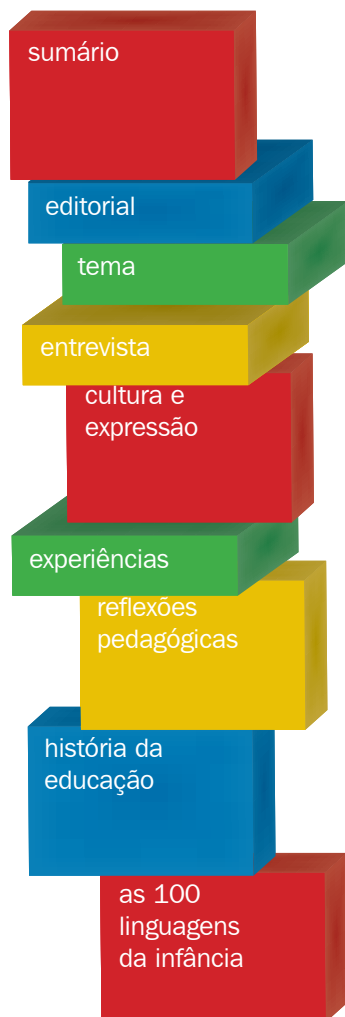 sumário
editorial
tema
entrevista
cultura e
expressão
experiências
reflexões
pedagógicas
história da
educação
as 100
linguagens
da infância